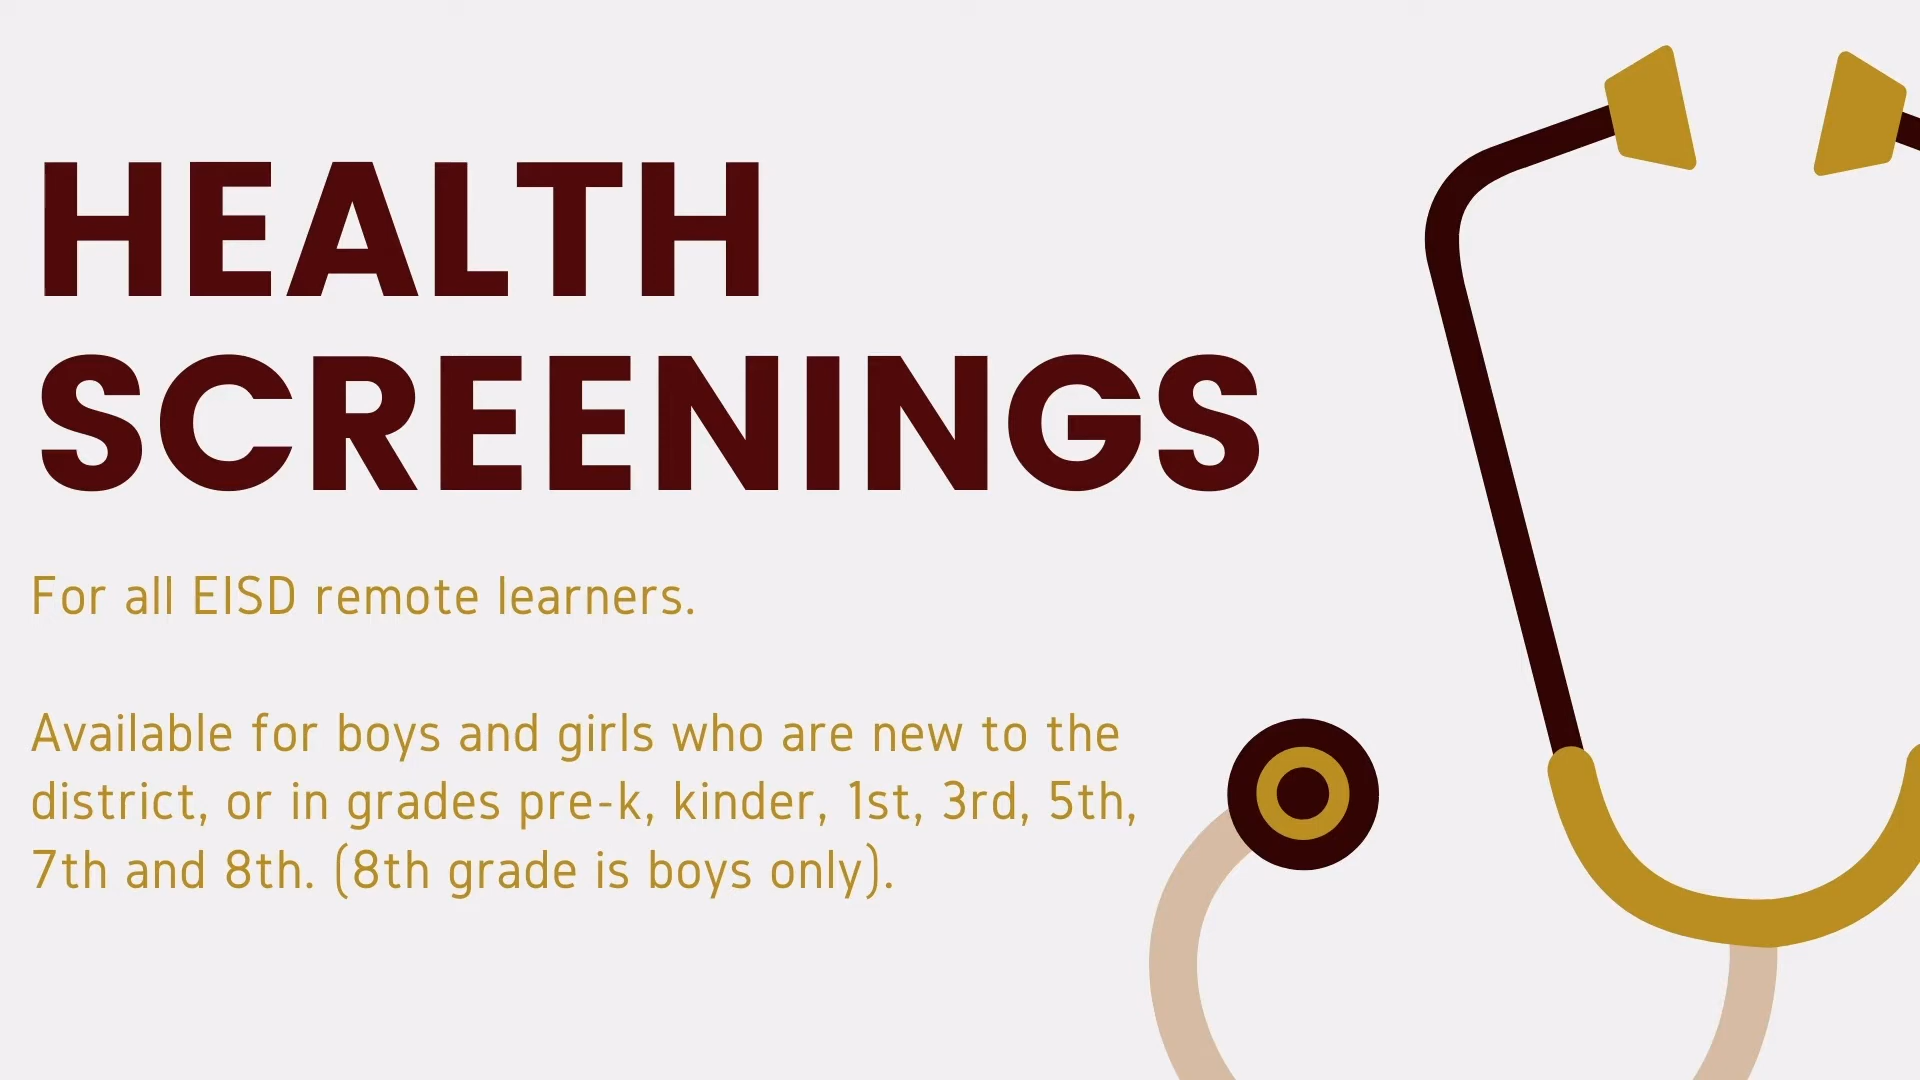 HEALTH
SCREENINGS
For all EISD remote learners.
Available for boys and girls who are new to the
district, or in grades pre-k, kinder, 1st, 3rd, 5th,
7th and 8th. (8th grade is boys only).